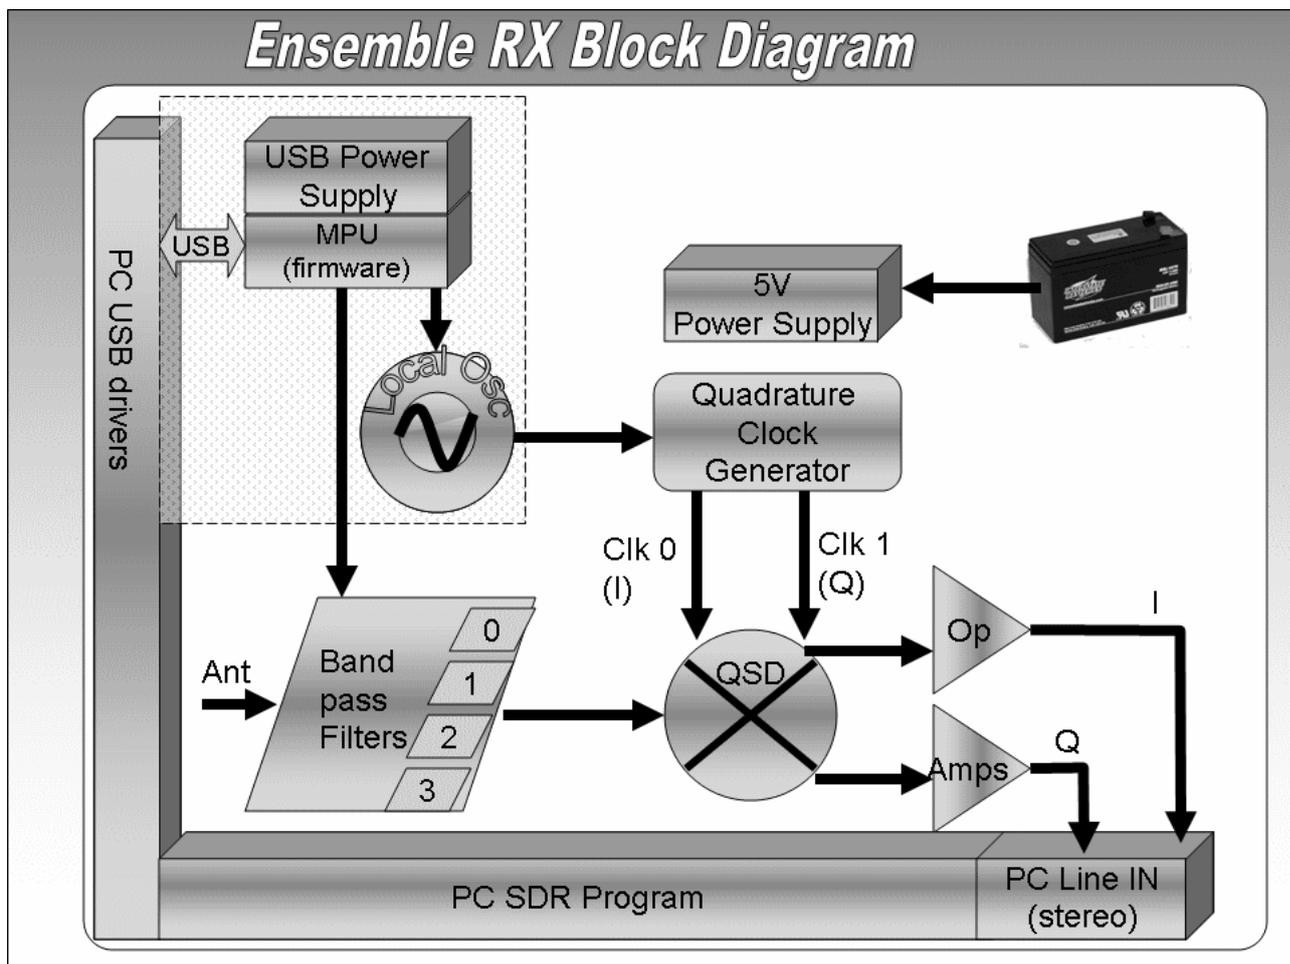 Ensemble RX Block Diagram
USB Power
Supply
MPU
(firmware)
USB
PC USB drivers
5V
Power Supply
Local Osc
Quadrature
Clock
Generator
Clk 0
(I)
Clk 1
(Q)
Ant
Band
pass
Filters
0
1
2
3
QSD
Op
I
Amps
Q
PC SDR Program
PC Line IN
(stereo)